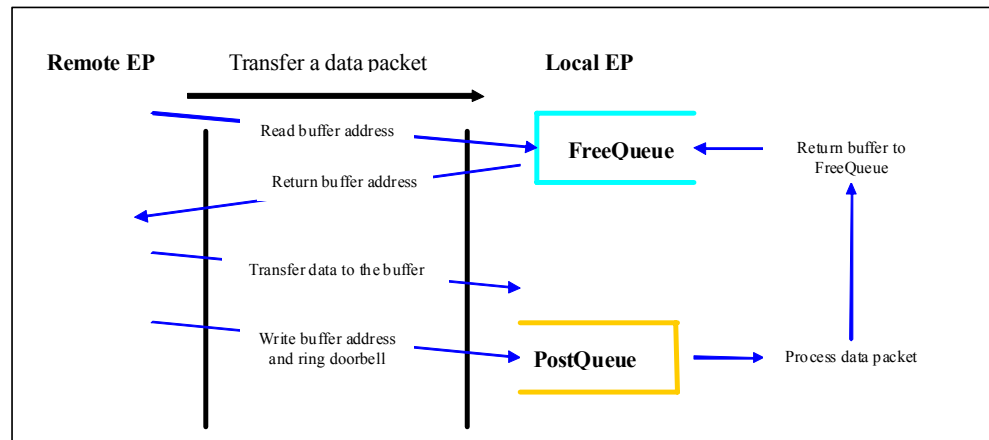 Remote EP
Transfer a data packet
Local EP
Read buffer address
FreeQueue
Return buffer to
FreeQueue
Return buffer address
Transfer data to the buffer
Write buffer address
and ring doorbell
PostQueue
Process data packet